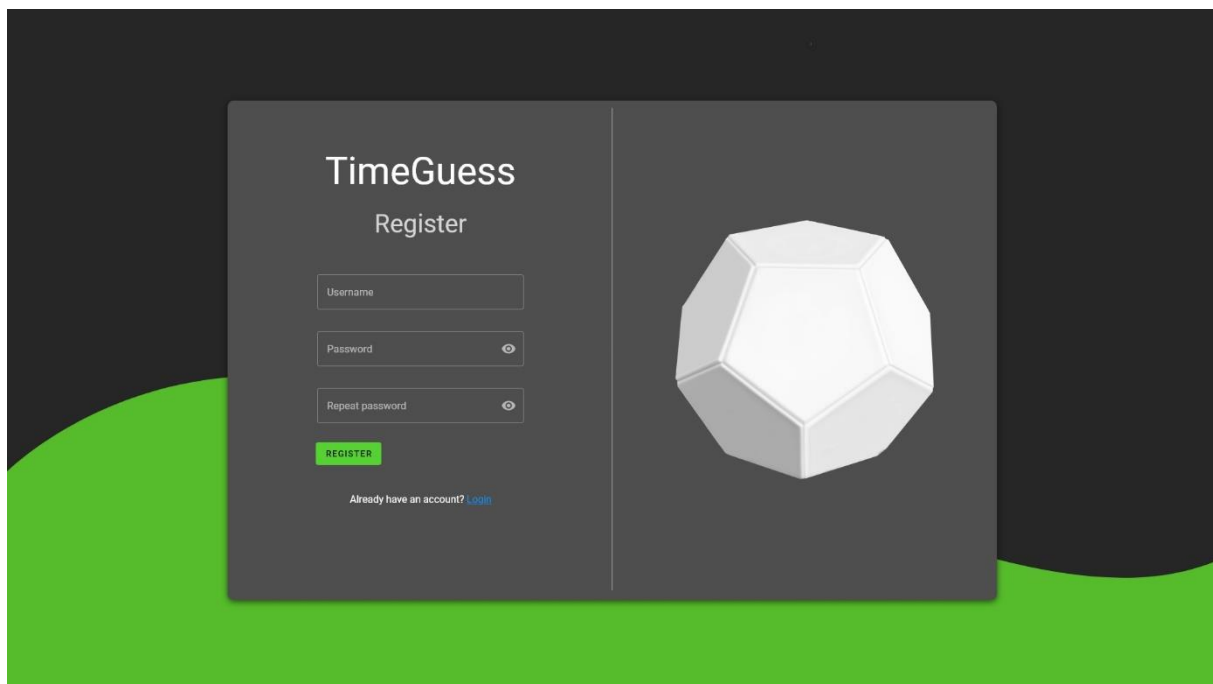 TimeGuess
Register
Username
Password
Repeat password
REGISTER
Already have an account? Login